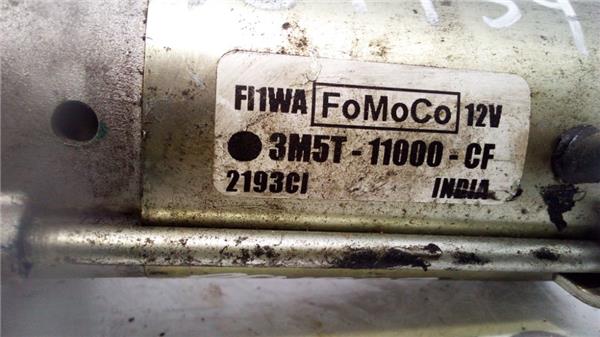 FI1WA FoMoCo 12V
3M5T - 11000 - CF
2193CI INDIA